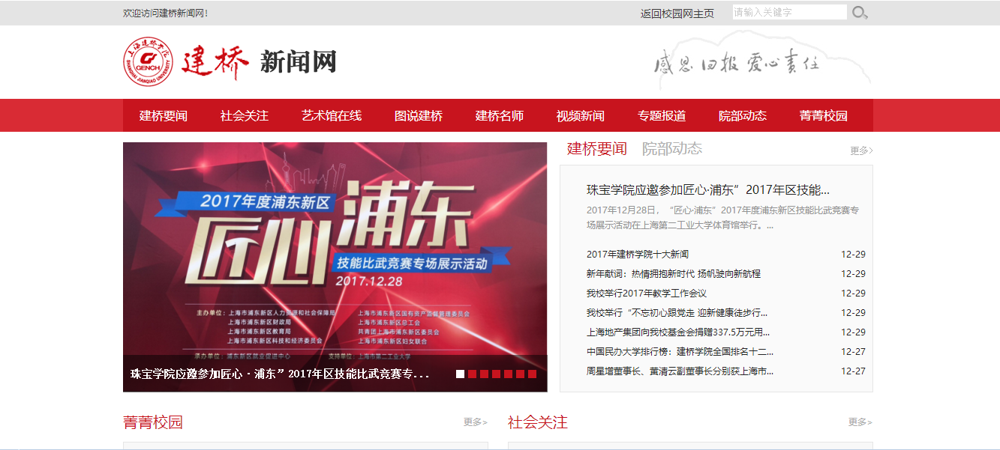 欢迎访问建桥新闻网!
返回校园网主页
请输入关键字
上海建桥学院
GENCH
SHANGHAI JIANQIAO UNIVERSITY
建桥 新闻网
感恩 回报 爱心 责任
建桥要闻 社会关注 艺术馆在线 图说建桥 建桥名师 视频新闻 专题报道 院部动态 菁菁校园
2017年度浦东新区
匠心浦东
技能比武竞赛专场展示活动
2017.12.28
主办单位：上海市浦东新区人力资源和社会保障局
上海市浦东新区财政局
上海市浦东新区教育局
上海市浦东新区科技和经济委员会
上海市浦东新区国有资产监督管理委员会
上海市浦东新区总工会
共青团上海市浦东新区委员会
上海市浦东新区妇女联合会
承办单位：浦东新区就业促进中心
支持单位：上海市第二工业大学
珠宝学院应邀参加匠心·浦东”2017年区技能比武竞赛专...
建桥要闻 院部动态 更多>
珠宝学院应邀参加匠心·浦东”2017年区技能...
2017年12月28日，“匠心·浦东”2017年度浦东新区技能比武竞赛专
场展示活动在上海第二工业大学体育馆举行。...
2017年建桥学院十大新闻 12-29
新年献词：热情拥抱新时代 扬帆驶向新航程 12-29
我校举行2017年教学工作会议 12-29
我校举行“不忘初心跟党走 迎新健康徒步行... 12-29
上海地产集团向我校基金会捐赠337.5万元用... 12-29
中国民办大学排行榜：建桥学院全国排名十二... 12-27
周星增董事长、黄清云副董事长分别获上海市... 12-27
菁菁校园 更多>
社会关注 更多>